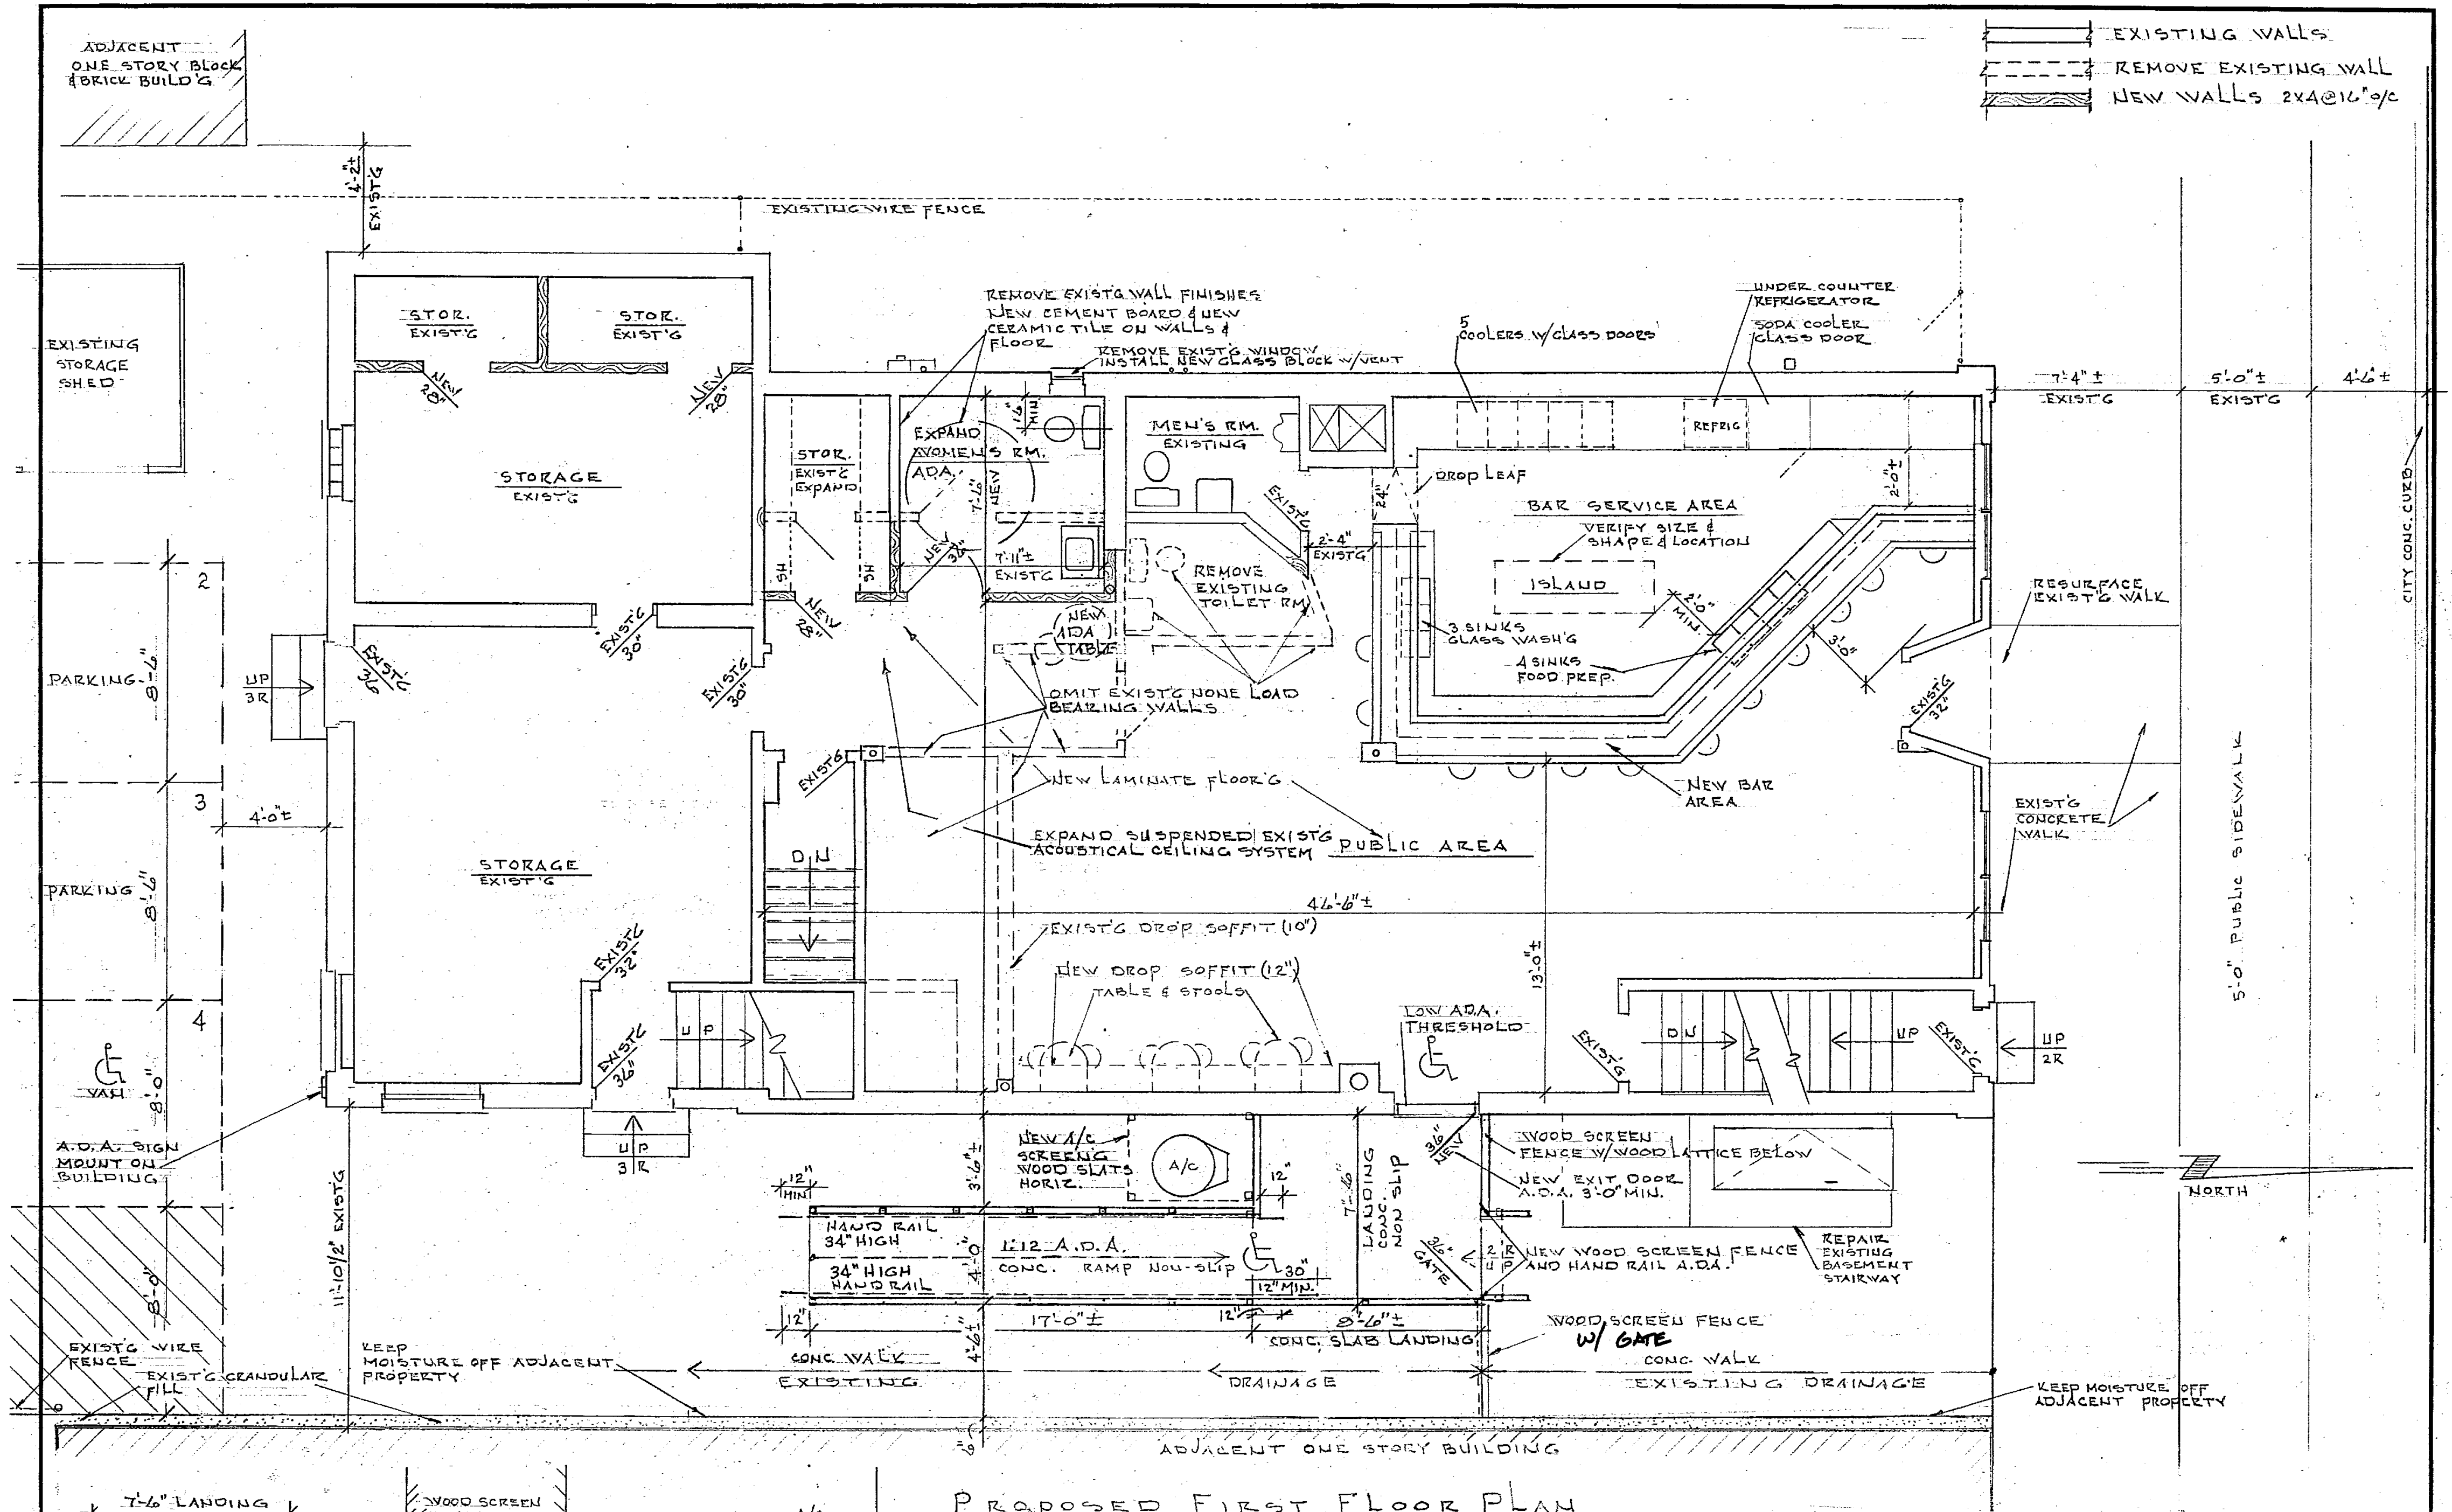 ADJACENT
ONE STORY BLOCK
& BRICK BUILD'G
EXISTING WALLS
REMOVE EXISTING WALL
NEW WALLS 2X4@16" o/c
4'-2"±
EXIST'G
EXISTING WIRE FENCE
EXISTING
STORAGE
SHED
STOR.
EXIST'G
STOR.
EXIST'G
NEW
28"
NEW
28"
STORAGE
EXIST'G
REMOVE EXIST'G WALL FINISHES
NEW CEMENT BOARD & NEW
CERAMIC TILE ON WALLS &
FLOOR
REMOVE EXIST'G WINDOW
INSTALL NEW GLASS BLOCK W/VENT
5
COOLERS W/GLASS DOORS
UNDER COUNTER
REFRIGERATOR
SODA COOLER
GLASS DOOR
7'-4"±
EXIST'G
5'-0"±
EXIST'G
4'-6"±
CITY CONC. CURB
STOR.
EXIST'G
EXPAND
SH
SH
EXPAND
WOMEN'S RM.
ADA.
1'-6"
MIN.
7'-6"
NEW
NEW
36"
7'-11"±
EXIST'G
MEN'S RM.
EXISTING
EXIST'G
2'-4"
EXIST'G
24"
DROP LEAF
REFRIG
BAR SERVICE AREA
VERIFY SIZE &
SHAPE & LOCATION
ISLAND
2'-0"±
2'-0"
MIN
3 SINKS
GLASS WASH'G
4 SINKS
FOOD PREP.
3'-0"
REMOVE
EXISTING
TOILET RM
NEW
ADA
TABLE
NEW
28"
OMIT EXIST'G NONE LOAD
BEARING WALLS
EXIST'G
30"
EXIST'G
30"
EXIST'G
36
UP
3R
2
PARKING
8'-6"
3
4'-0"±
PARKING
8'-6"
4
VAN
8'-0"
8'-0"
RESURFACE
EXIST'G WALK
EXIST'G
32"
EXIST'G
CONCRETE
WALK
5'-0" PUBLIC SIDEWALK
EXIST'G
DN
NEW LAMINATE FLOOR'G
NEW BAR
AREA
EXPAND SUSPENDED EXIST'G
ACOUSTICAL CEILING SYSTEM
PUBLIC AREA
STORAGE
EXIST'G
46'-6"±
EXIST'G DROP SOFFIT (10")
NEW DROP SOFFIT (12")
TABLE & STOOLS
13'-0"±
LOW A.D.A.
THRESHOLD
EXIST'G
32"
EXIST'G
36"
UP
EXIST'G
DN
UP
EXIST'G
UP
2R
UP
3R
A.D.A. SIGN
MOUNT ON
BUILDING
11'-10 1/2" EXIST'G
NEW A/C
SCREEN'G
WOOD SLATS
HORIZ.
A/C
3'-6"±
12"
MIN
12"
7'-6"
LANDING
CONC.
NON SLIP
36"
NEW
WOOD SCREEN
FENCE W/WOOD LATTICE BELOW
NEW EXIT DOOR
A.D.A. 3'-0" MIN.
NORTH
HAND RAIL
34" HIGH
34" HIGH
HAND RAIL
4'-0"
1:12 A.D.A.
CONC. RAMP NON-SLIP
30"
12" MIN.
36"
GATE
2 R
UP
NEW WOOD SCREEN FENCE
AND HAND RAIL A.D.A.
REPAIR
EXISTING
BASEMENT
STAIRWAY
12"
17'-0"±
12"
8'-6"±
CONC. SLAB LANDING
WOOD SCREEN FENCE
W/ GATE
4'-6"±
EXIST'G WIRE
FENCE
EXIST'G GRANDULAR
FILL
KEEP
MOISTURE OFF ADJACENT
PROPERTY
CONC WALK
EXISTING
DRAINAGE
CONC. WALK
EXISTING DRAINAGE
KEEP MOISTURE OFF
ADJACENT PROPERTY
ADJACENT ONE STORY BUILDING
7'-6" LANDING
WOOD SCREEN
PROPOSED FIRST FLOOR PLAN